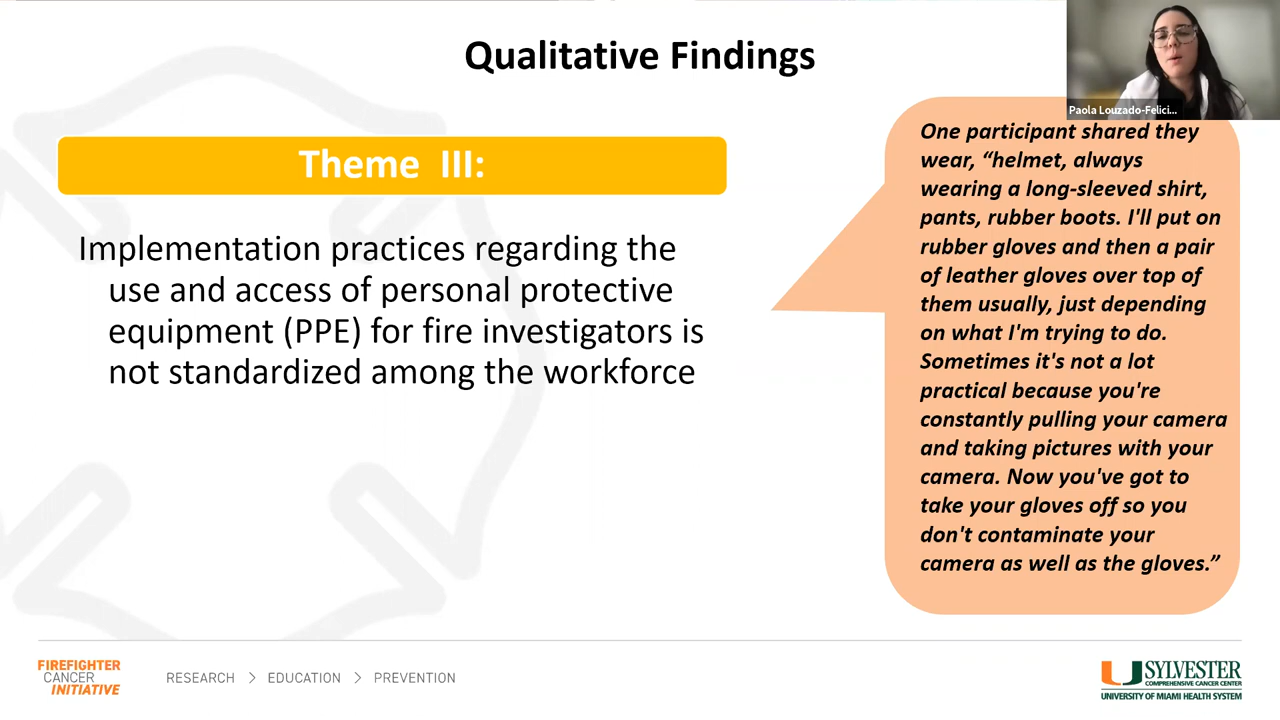 Qualitative Findings
Paola Louzado-Felici...
Theme III:
Implementation practices regarding the
use and access of personal protective
equipment (PPE) for fire investigators is
not standardized among the workforce
One participant shared they
wear, “helmet, always
wearing a long-sleeved shirt,
pants, rubber boots. I'll put on
rubber gloves and then a pair
of leather gloves over top of
them usually, just depending
on what I'm trying to do.
Sometimes it's not a lot
practical because you're
constantly pulling your camera
and taking pictures with your
camera. Now you've got to
take your gloves off so you
don't contaminate your
camera as well as the gloves.”
FIREFIGHTER
CANCER
INITIATIVE
RESEARCH > EDUCATION > PREVENTION
SYLVESTER
COMPREHENSIVE CANCER CENTER
UNIVERSITY OF MIAMI HEALTH SYSTEM